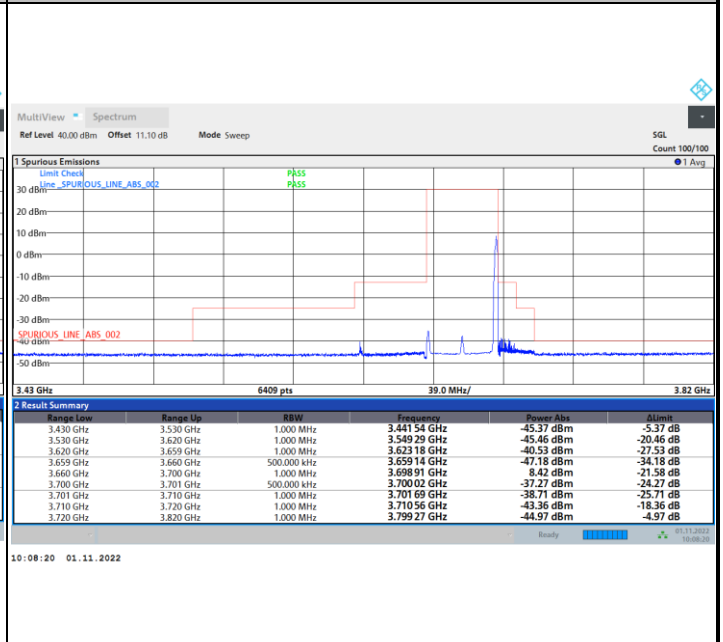 MultiView Spectrum
Ref Level 40.00 dBm Offset 11.10 dB Mode Sweep SGL
Count 100/100
1 Spurious Emissions 1 Avg
Limit Check PASS
Line _SPURIOUS_LINE_ABS_002 PASS
30 dBm
20 dBm
10 dBm
0 dBm
-10 dBm
-20 dBm
-30 dBm
SPURIOUS_LINE_ABS_002
-40 dBm
-50 dBm
3.43 GHz 6409 pts 39.0 MHz/ 3.82 GHz
2 Result Summary
Range Low Range Up RBW Frequency Power Abs ΔLimit
3.430 GHz 3.530 GHz 1.000 MHz 3.441 54 GHz -45.37 dBm -5.37 dB
3.530 GHz 3.620 GHz 1.000 MHz 3.549 29 GHz -45.46 dBm -20.46 dB
3.620 GHz 3.659 GHz 1.000 MHz 3.623 18 GHz -40.53 dBm -27.53 dB
3.659 GHz 3.660 GHz 500.000 kHz 3.659 14 GHz -47.18 dBm -34.18 dB
3.660 GHz 3.700 GHz 1.000 MHz 3.698 91 GHz 8.42 dBm -21.58 dB
3.700 GHz 3.701 GHz 500.000 kHz 3.700 02 GHz -37.27 dBm -24.27 dB
3.701 GHz 3.710 GHz 1.000 MHz 3.701 69 GHz -38.71 dBm -25.71 dB
3.710 GHz 3.720 GHz 1.000 MHz 3.710 56 GHz -43.36 dBm -18.36 dB
3.720 GHz 3.820 GHz 1.000 MHz 3.799 27 GHz -44.97 dBm -4.97 dB
Ready 01.11.2022
10:08:20
10:08:20 01.11.2022